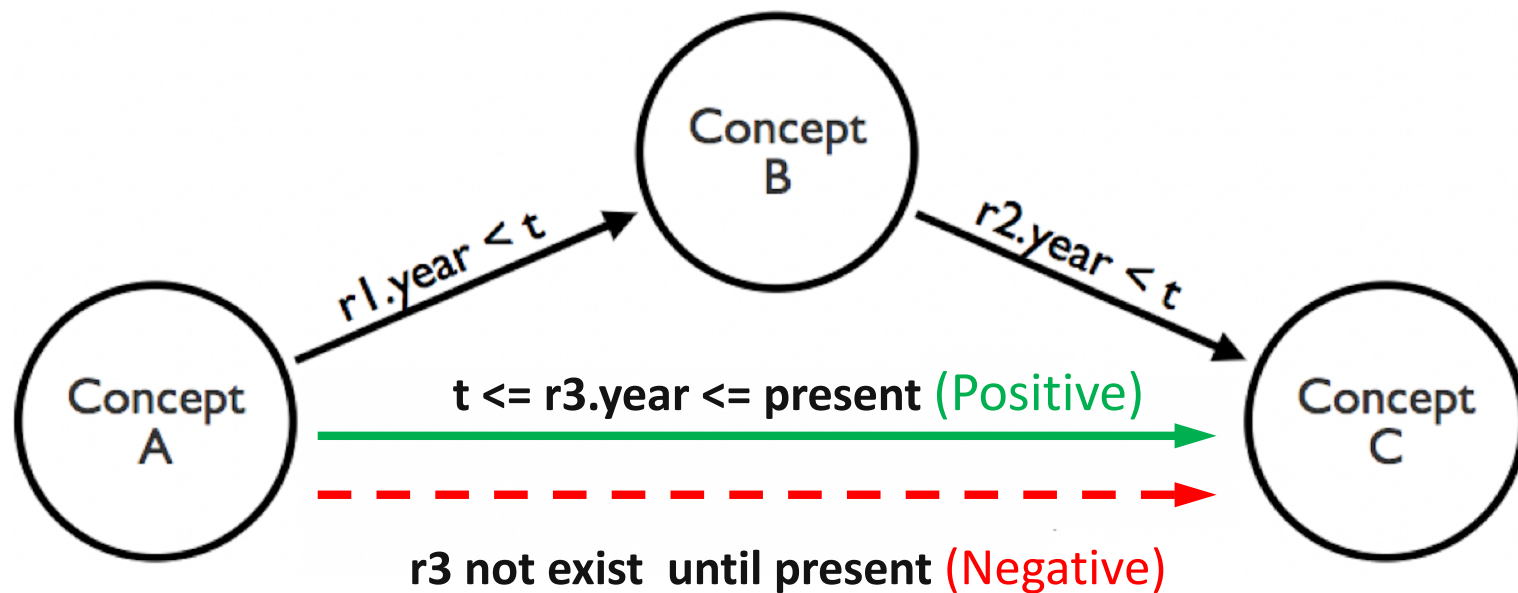 Concept
B
r1.year < t
r2.year < t
Concept
A
t <= r3.year <= present (Positive)
Concept
C
r3 not exist  until present (Negative)